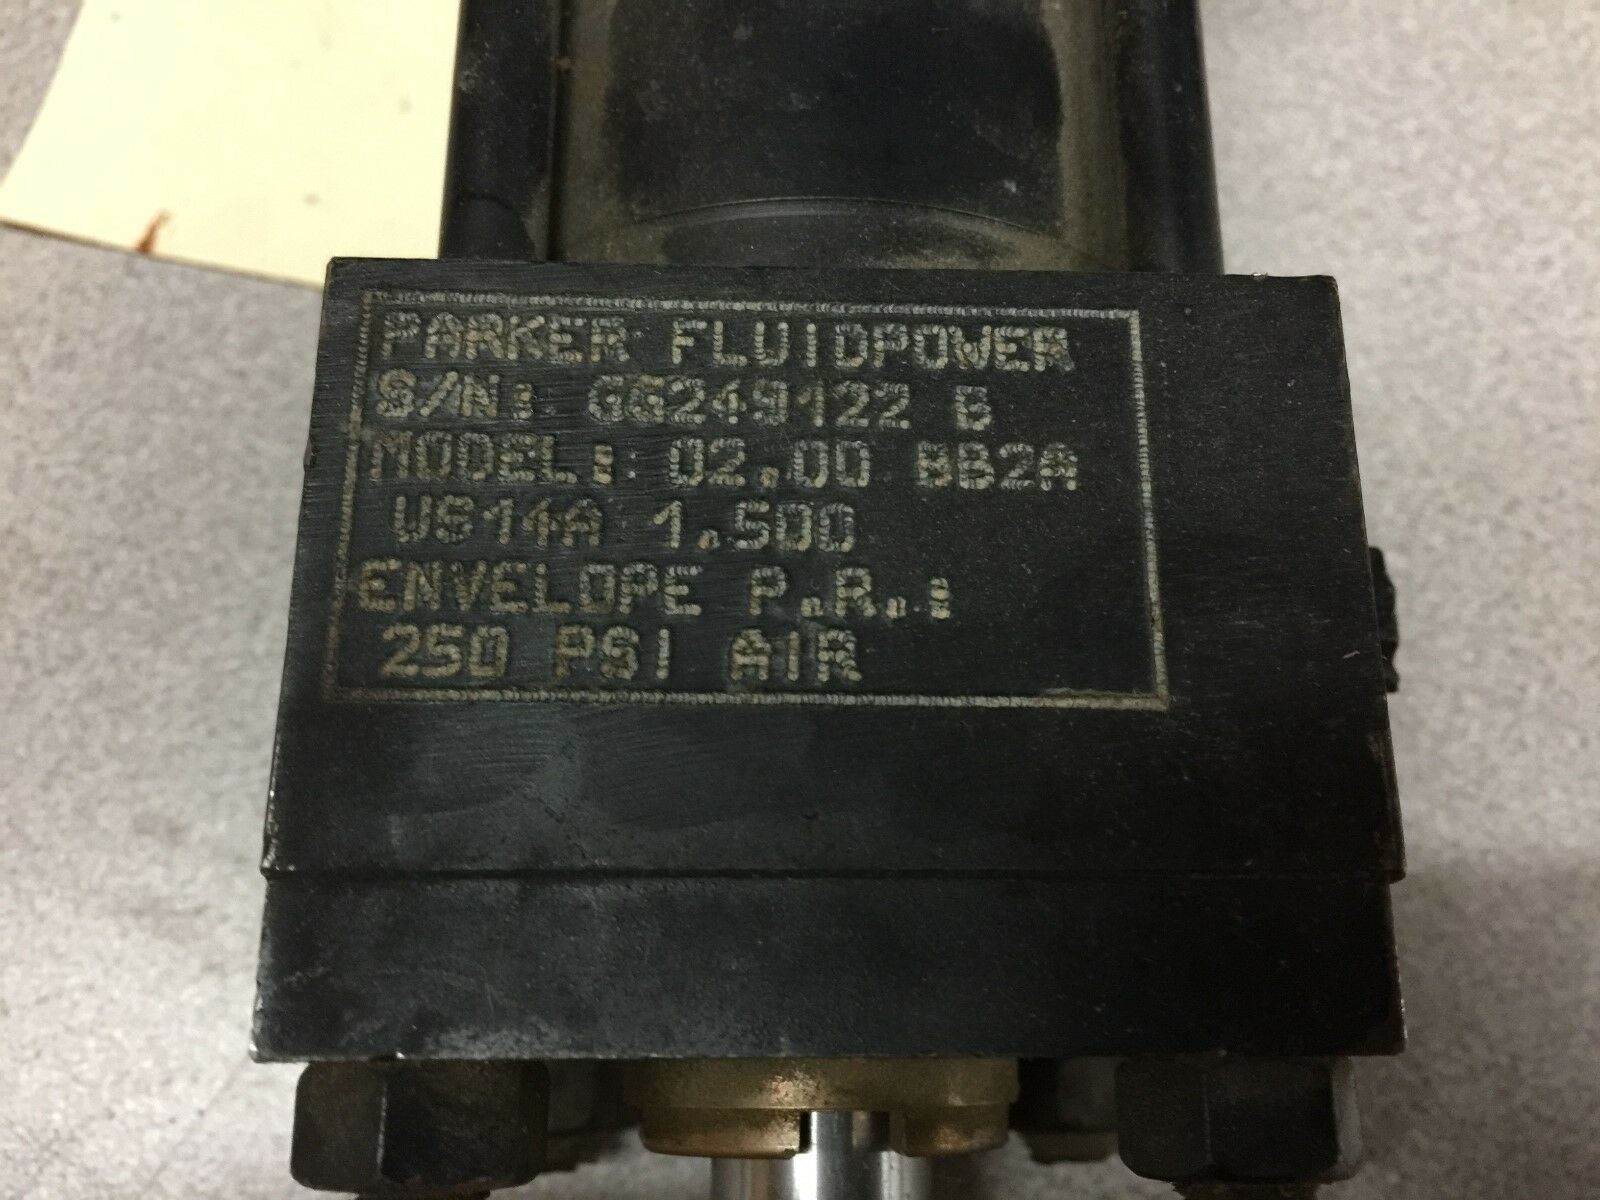 PARKER FLUIDPOWER
S/N: GG249122 B
MODEL: 02.00 BB2A
US14A 1.500
ENVELOPE P.R.:
250 PSI AIR